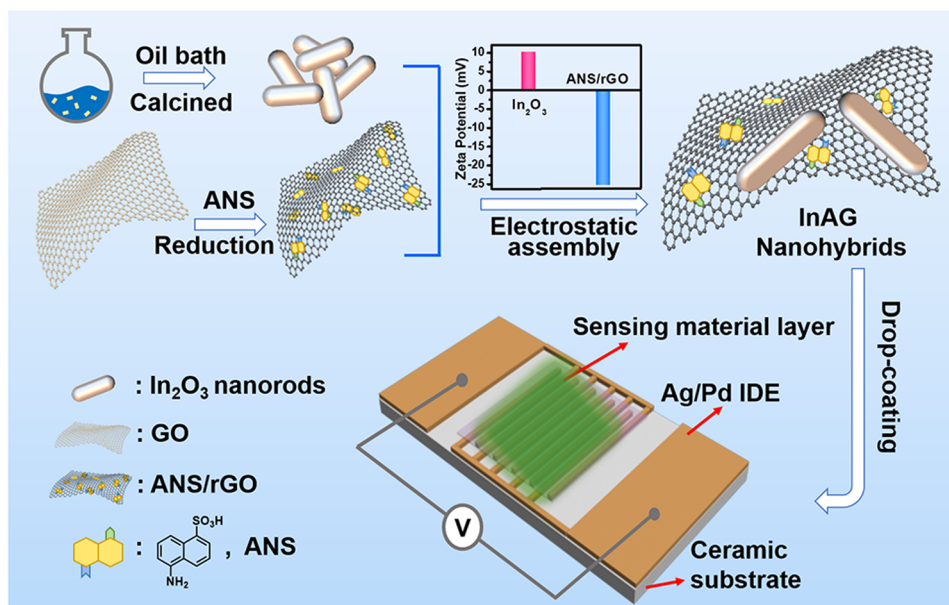 Oil bath
Calcined
ANS
Reduction
Zeta Potential (mV)
10
5
0
-5
-10
-15
-20
-25
In₂O₃
ANS/rGO
Electrostatic
assembly
InAG
Nanohybrids
Drop-coating
Sensing material layer
Ag/Pd IDE
Ceramic
substrate
V
: In₂O₃ nanorods
: GO
: ANS/rGO
: SO₃H NH₂ , ANS